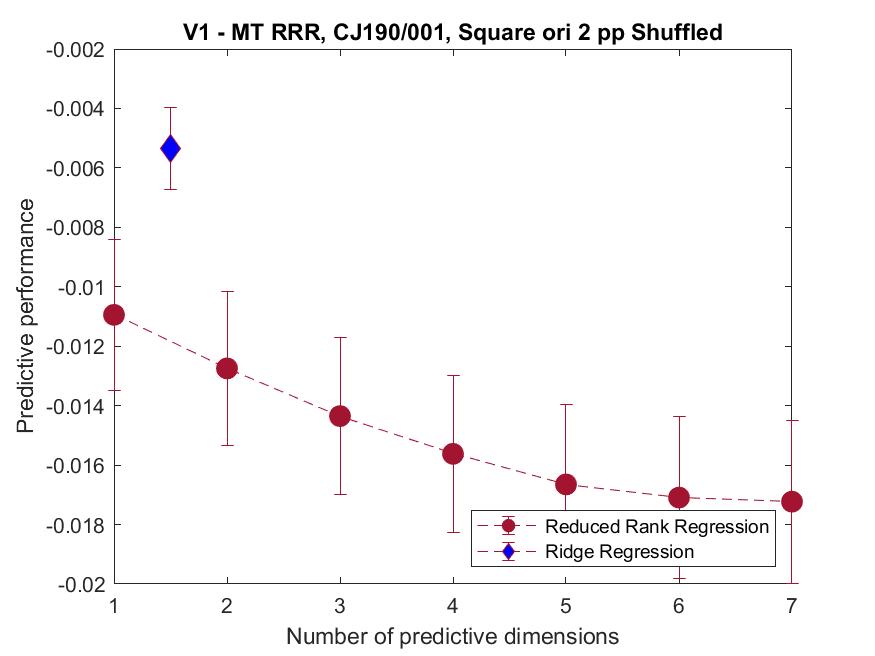 V1 - MT RRR, CJ190/001, Square ori 2 pp Shuffled
-0.002
-0.004
-0.006
-0.008
-0.01
-0.012
-0.014
-0.016
-0.018
-0.02
Predictive performance
Reduced Rank Regression
Ridge Regression
1 2 3 4 5 6 7
Number of predictive dimensions